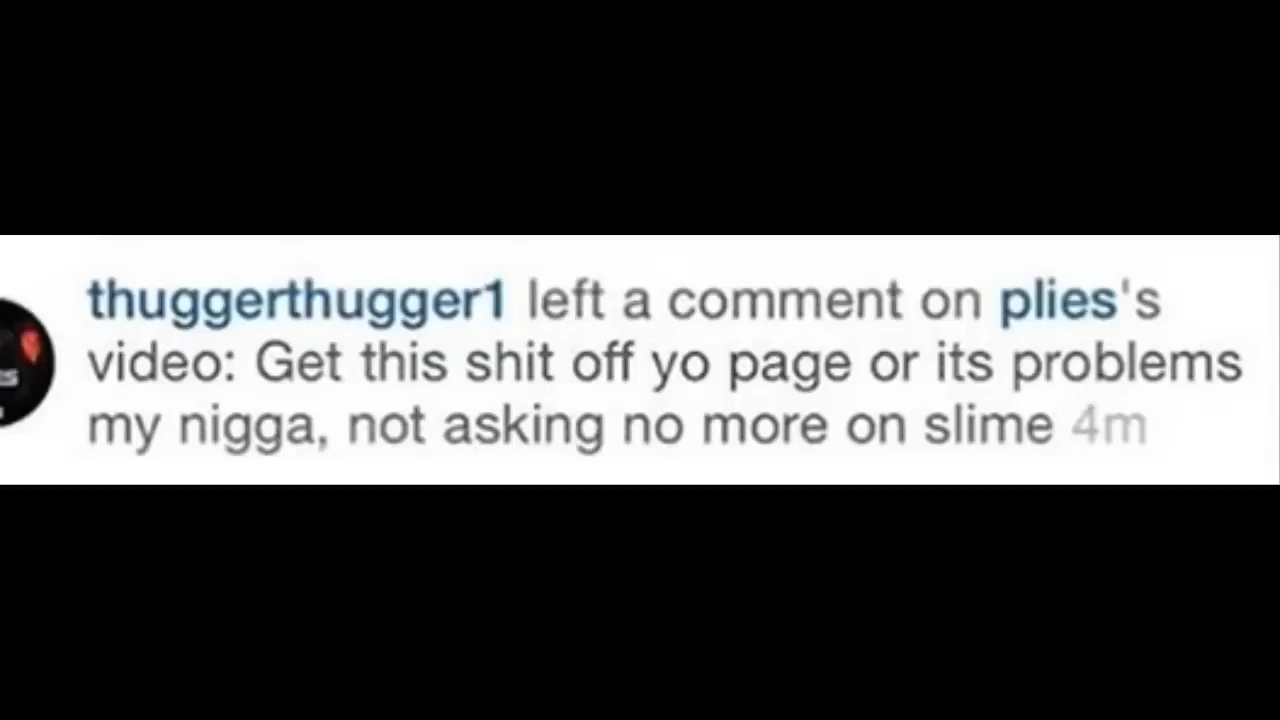 thuggerthugger1 left a comment on plies's
video: Get this shit off yo page or its problems
my nigga, not asking no more on slime 4m